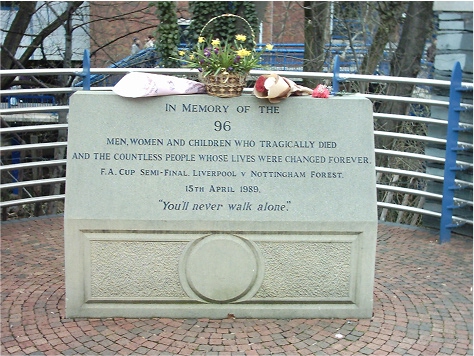 In Memory of the
96
men, women and children who tragically died
and the countless people whose lives were changed forever.
F.A. Cup Semi-Final. Liverpool v Nottingham Forest.
15th April 1989.
"You'll never walk alone."